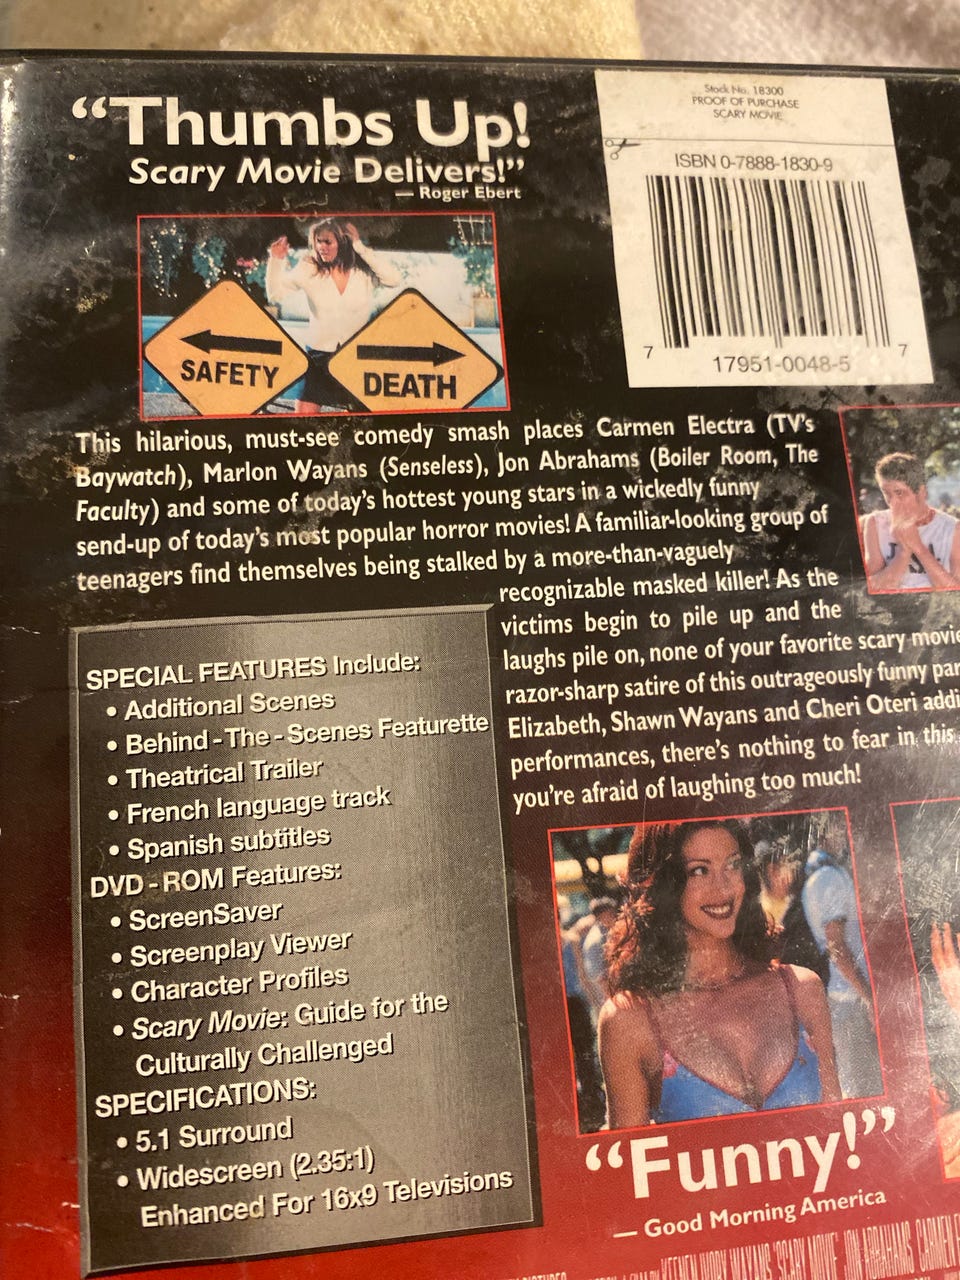 “Thumbs Up!
Scary Movie Delivers!”
— Roger Ebert
Stock No. 18300
PROOF OF PURCHASE
SCARY MOVIE
ISBN 0-7888-1830-9
7 17951-0048-5 7
SAFETY
DEATH
This hilarious, must-see comedy smash places Carmen Electra (TV's
Baywatch), Marlon Wayans (Senseless), Jon Abrahams (Boiler Room, The
Faculty) and some of today's hottest young stars in a wickedly funny
send-up of today's most popular horror movies! A familiar-looking group of
teenagers find themselves being stalked by a more-than-vaguely
recognizable masked killer! As the
victims begin to pile up and the
laughs pile on, none of your favorite scary movie
razor-sharp satire of this outrageously funny par
Elizabeth, Shawn Wayans and Cheri Oteri addi
performances, there's nothing to fear in this
you're afraid of laughing too much!
SPECIAL FEATURES Include:
• Additional Scenes
• Behind-The-Scenes Featurette
• Theatrical Trailer
• French language track
• Spanish subtitles
DVD-ROM Features:
• ScreenSaver
• Screenplay Viewer
• Character Profiles
• Scary Movie: Guide for the
Culturally Challenged
SPECIFICATIONS:
• 5.1 Surround
• Widescreen (2.35:1)
Enhanced For 16x9 Televisions
“Funny!”
— Good Morning America
KEENEN IVORY WAYANS "SCARY MOVIE" JON ABRAHAMS CARMEN